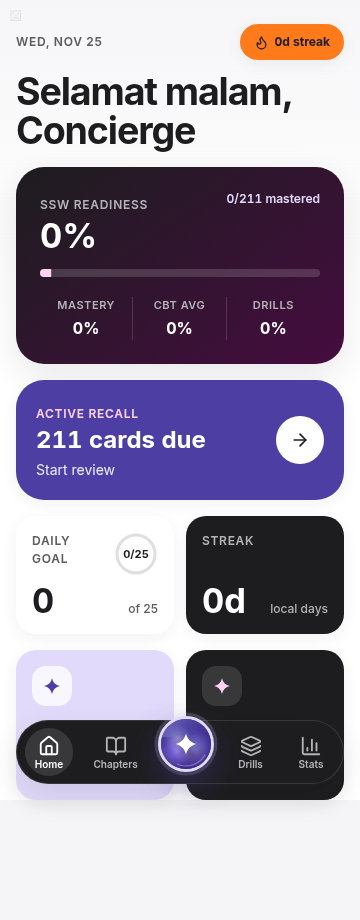 WED, NOV 25
0d streak
Selamat malam,
Concierge
SSW READINESS
0/211 mastered
0%
MASTERY
CBT AVG
DRILLS
0%
0%
0%
ACTIVE RECALL
211 cards due
Start review
DAILY
GOAL
0/25
0
of 25
STREAK
0d
local days
Home
Chapters
Drills
Stats